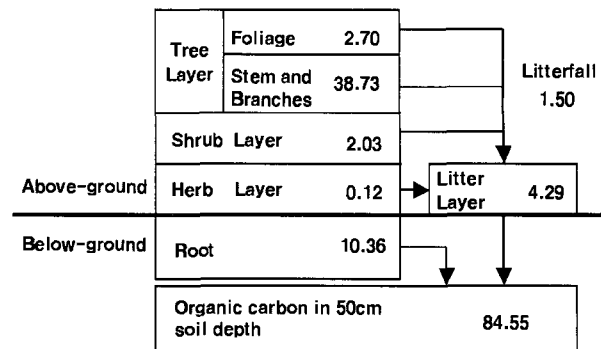 Tree
Layer
Foliage 2.70
Stem and
Branches 38.73
Litterfall
1.50
Shrub Layer 2.03
Above-ground
Herb Layer 0.12
Litter
Layer 4.29
Below-ground
Root 10.36
Organic carbon in 50cm
soil depth 84.55